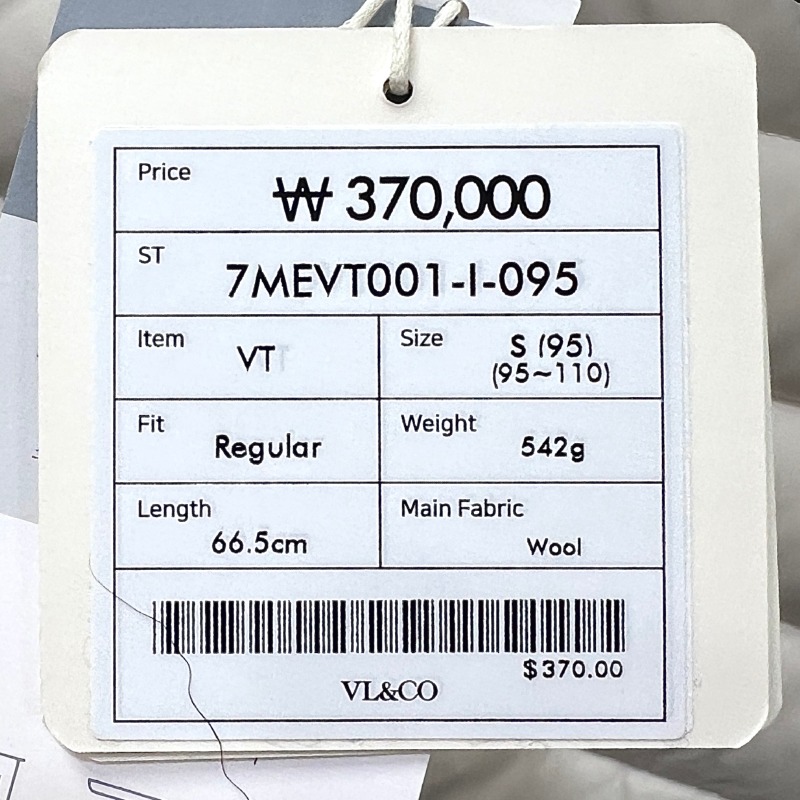 Price
₩ 370,000
ST
7MEVT001-I-095
Item
VT
Size
S (95)
(95~110)
Fit
Regular
Weight
542g
Length
66.5cm
Main Fabric
Wool
$370.00
VL&CO